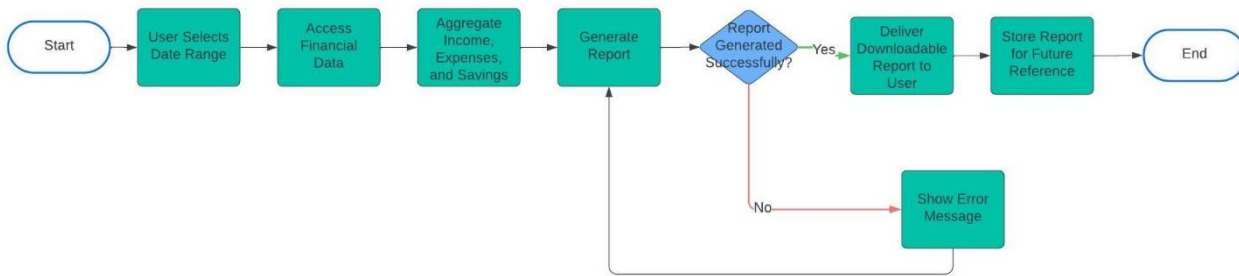 Start
User Selects
Date Range
Access
Financial
Data
Aggregate
Income,
Expenses,
and Savings
Generate
Report
Report
Generated
Successfully?
Yes
Deliver
Downloadable
Report to
User
Store Report
for Future
Reference
End
No
Show Error
Message